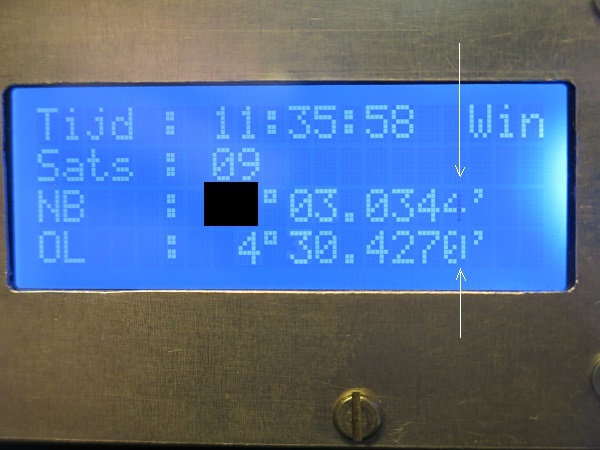 Tijd : 11:35:58 Win
Sats : 09
NB : °03.0344'
OL : 4°30.4270'